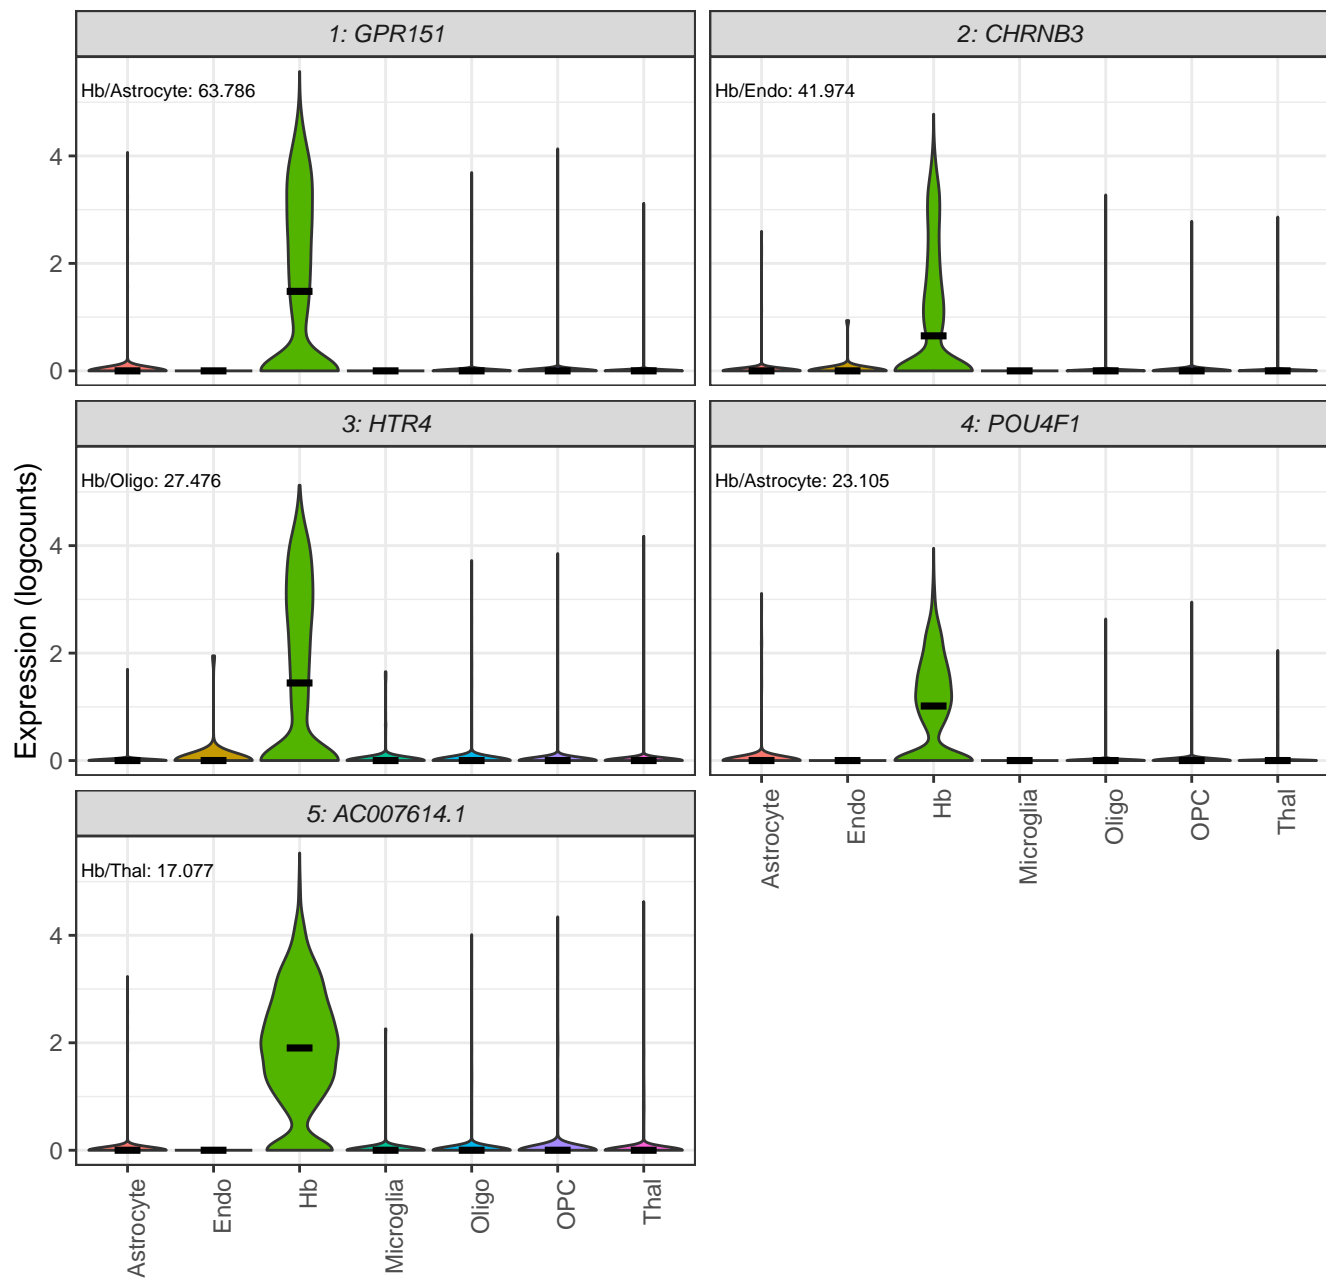 1: GPR151
2: CHRNB3
Hb/Astrocyte: 63.786
Hb/Endo: 41.974
4
2
0
3: HTR4
4: POU4F1
Hb/Oligo: 27.476
Hb/Astrocyte: 23.105
4
2
0
Expression (logcounts)
5: AC007614.1
Astrocyte
Endo
Hb
Microglia
Oligo
OPC
Thal
Hb/Thal: 17.077
4
2
0
Astrocyte
Endo
Hb
Microglia
Oligo
OPC
Thal